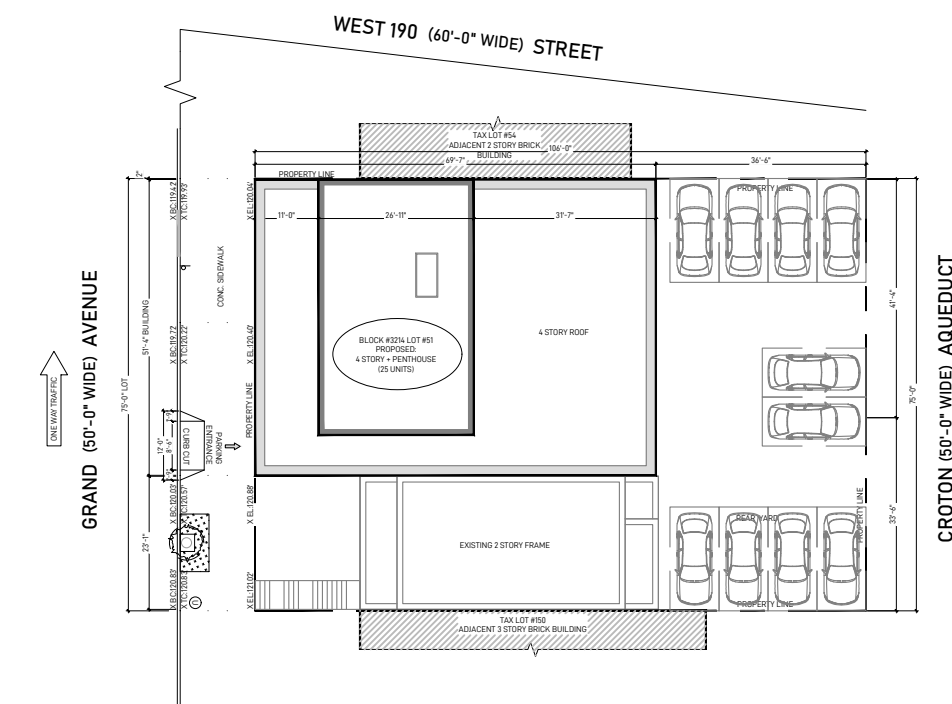 WEST 190 (60'-0" WIDE) STREET
TAX LOT #54
ADJACENT 2 STORY BRICK
BUILDING
106'-0"
69'-7"
36'-6"
PROPERTY LINE
PROPERTY LINE
2"
X BC:119.42'
X TC:119.93'
X EL:120.04'
11'-0"
26'-11"
31'-7"
CONC. SIDEWALK
GRAND (50'-0" WIDE) AVENUE
ONE WAY TRAFFIC
75'-0" LOT
51'-4" BUILDING
X BC:119.72'
X TC:120.22'
X EL:120.40'
BLOCK #3214 LOT #51
PROPOSED:
4 STORY + PENTHOUSE
(25 UNITS)
4 STORY ROOF
41'-4"
75'-0"
CROTON (50'-0" WIDE) AQUEDUCT
PROPERTY LINE
12'-0"
8'-6"
CURB CUT
PARKING
ENTRANCE
X BC:120.03'
X TC:120.57'
X EL:120.88'
23'-1"
EXISTING 2 STORY FRAME
REAR YARD
PROPERTY LINE
33'-6"
X BC:120.83'
X TC:120.83'
X EL:121.02'
PROPERTY LINE
TAX LOT #150
ADJACENT 3 STORY BRICK BUILDING